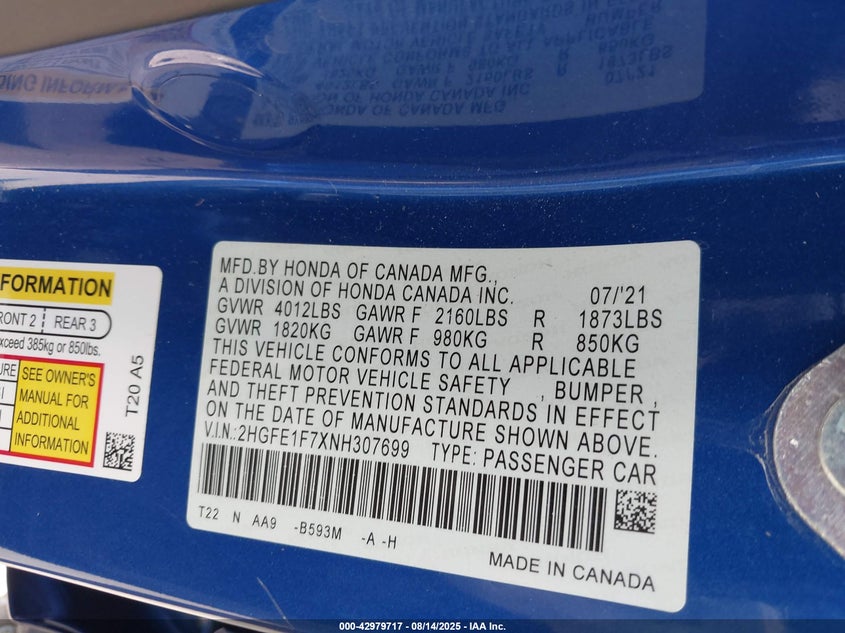 FORMATION
FRONT 2 | REAR 3
exceed 385kg or 850lbs.
SEE OWNER'S
MANUAL FOR
ADDITIONAL
INFORMATION
T20 A5
MFD.BY HONDA OF CANADA MFG.,
A DIVISION OF HONDA CANADA INC. 07/'21
GVWR 4012LBS GAWR F 2160LBS R 1873LBS
GVWR 1820KG GAWR F 980KG R 850KG
THIS VEHICLE CONFORMS TO ALL APPLICABLE
FEDERAL MOTOR VEHICLE SAFETY , BUMPER ,
AND THEFT PREVENTION STANDARDS IN EFFECT
ON THE DATE OF MANUFACTURE SHOWN ABOVE.
V.I.N.:2HGFE1F7XNH307699 TYPE: PASSENGER CAR
T22 N AA9 -B593M -A -H
MADE IN CANADA
000-42979717 - 08/14/2025 - IAA Inc.